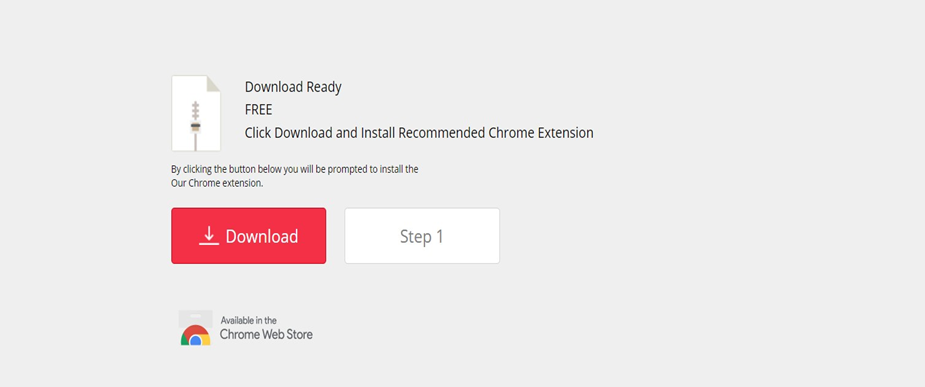 Download Ready
FREE
Click Download and Install Recommended Chrome Extension
By clicking the button below you will be prompted to install the
Our Chrome extension.
Download
Step 1
Available in the
Chrome Web Store